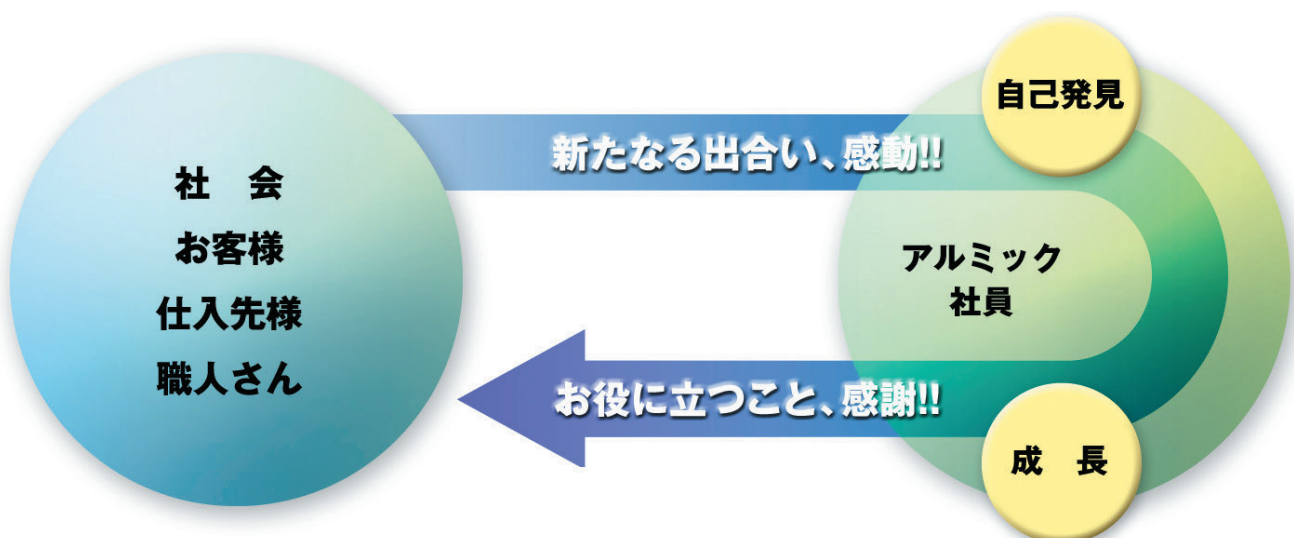 社　会
お客様
仕入先様
職人さん
新たなる出合い、感動!!
自己発見
アルミック
社員
成　長
お役に立つこと、感謝!!